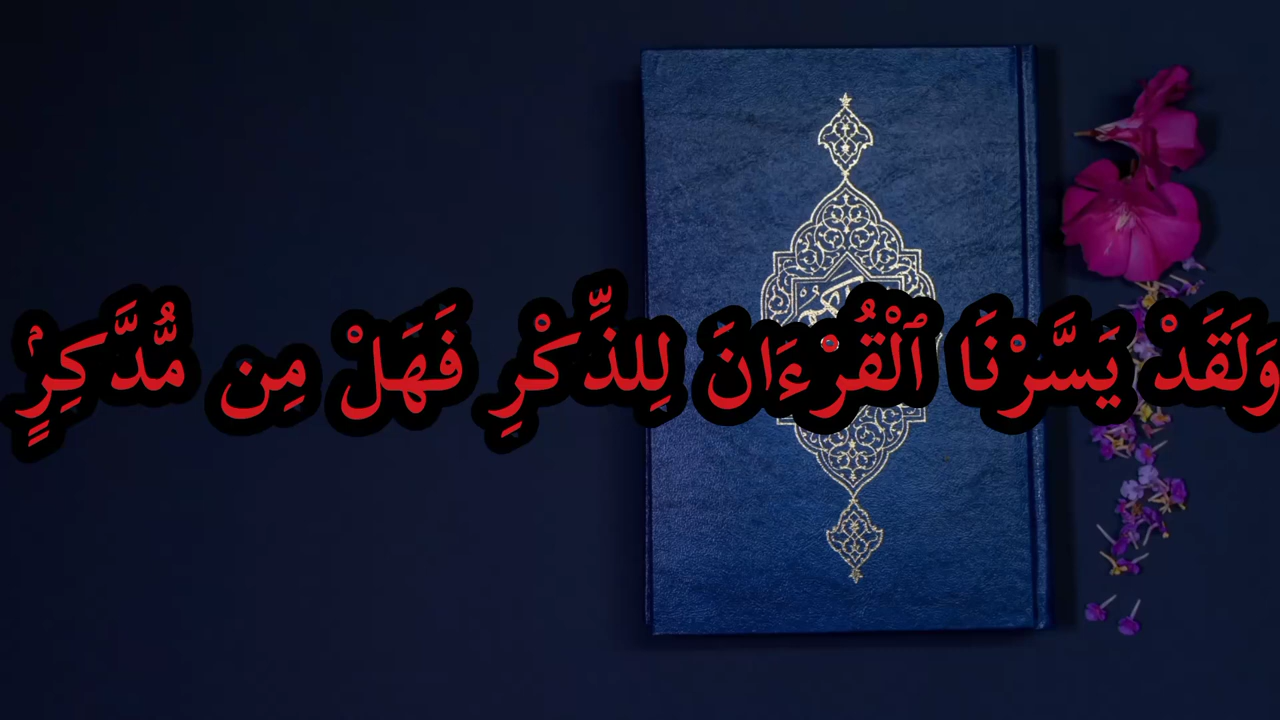 وَلَقَدْ يَسَّرْنَا ٱلْقُرْءَانَ لِلذِّكْرِ فَهَلْ مِن مُّدَّكِرٍۢ